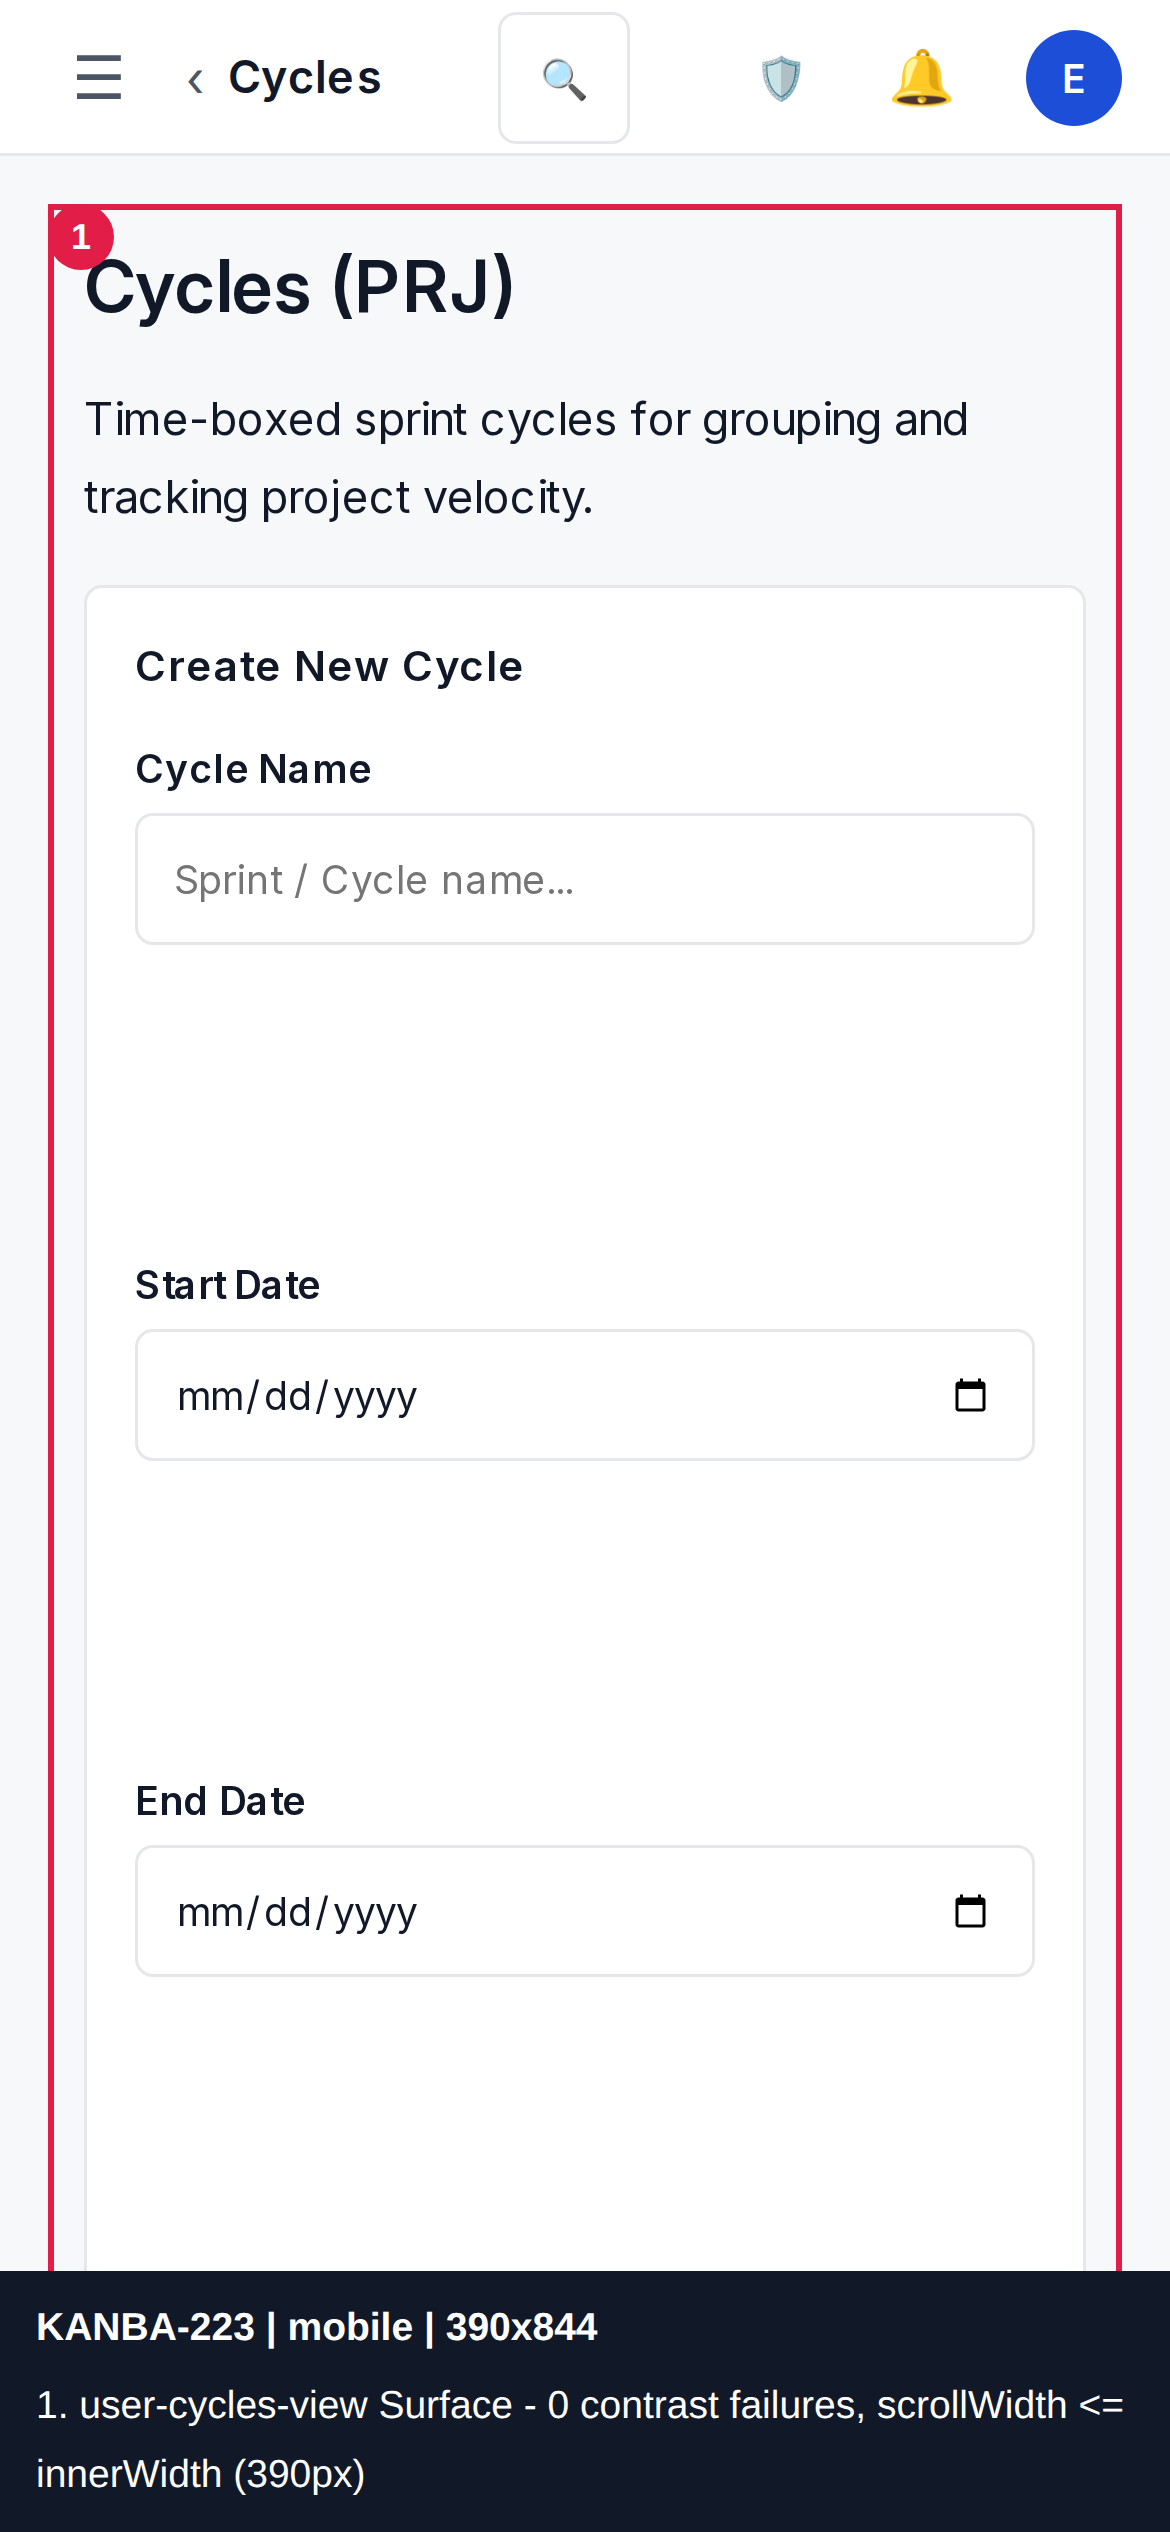 ☰ ‹ Cycles 🔍 🛡️ 🔔 E
1
Cycles (PRJ)
Time-boxed sprint cycles for grouping and
tracking project velocity.
Create New Cycle
Cycle Name
Sprint / Cycle name...
Start Date
mm/dd/yyyy
End Date
mm/dd/yyyy
KANBA-223 | mobile | 390x844
1. user-cycles-view Surface - 0 contrast failures, scrollWidth <=
innerWidth (390px)